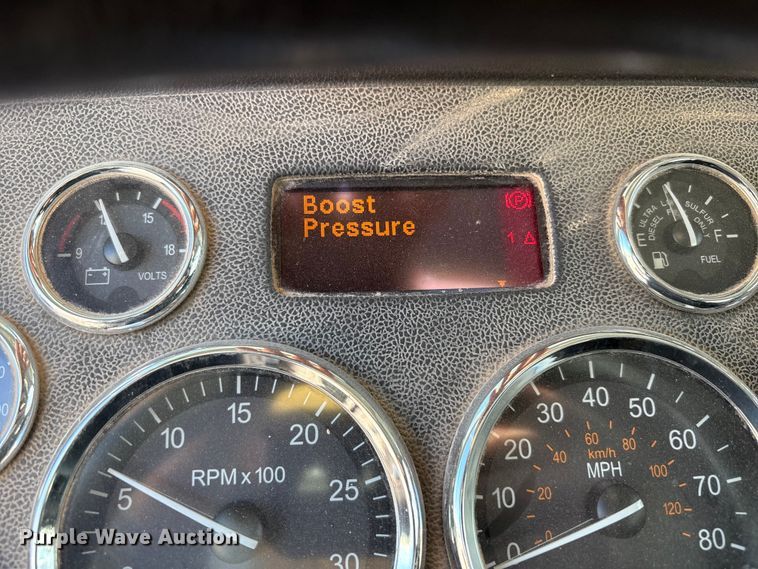 Boost
Pressure
P
1
12
15
9
18
VOLTS
ULTRA LOW SULFUR
DIESEL FUEL ONLY
E
F
FUEL
5
10
15
20
25
30
RPM x 100
0
10
20
30
40
50
60
70
80
MPH
0
20
40
60
80
100
120
km/h
Purple Wave Auction